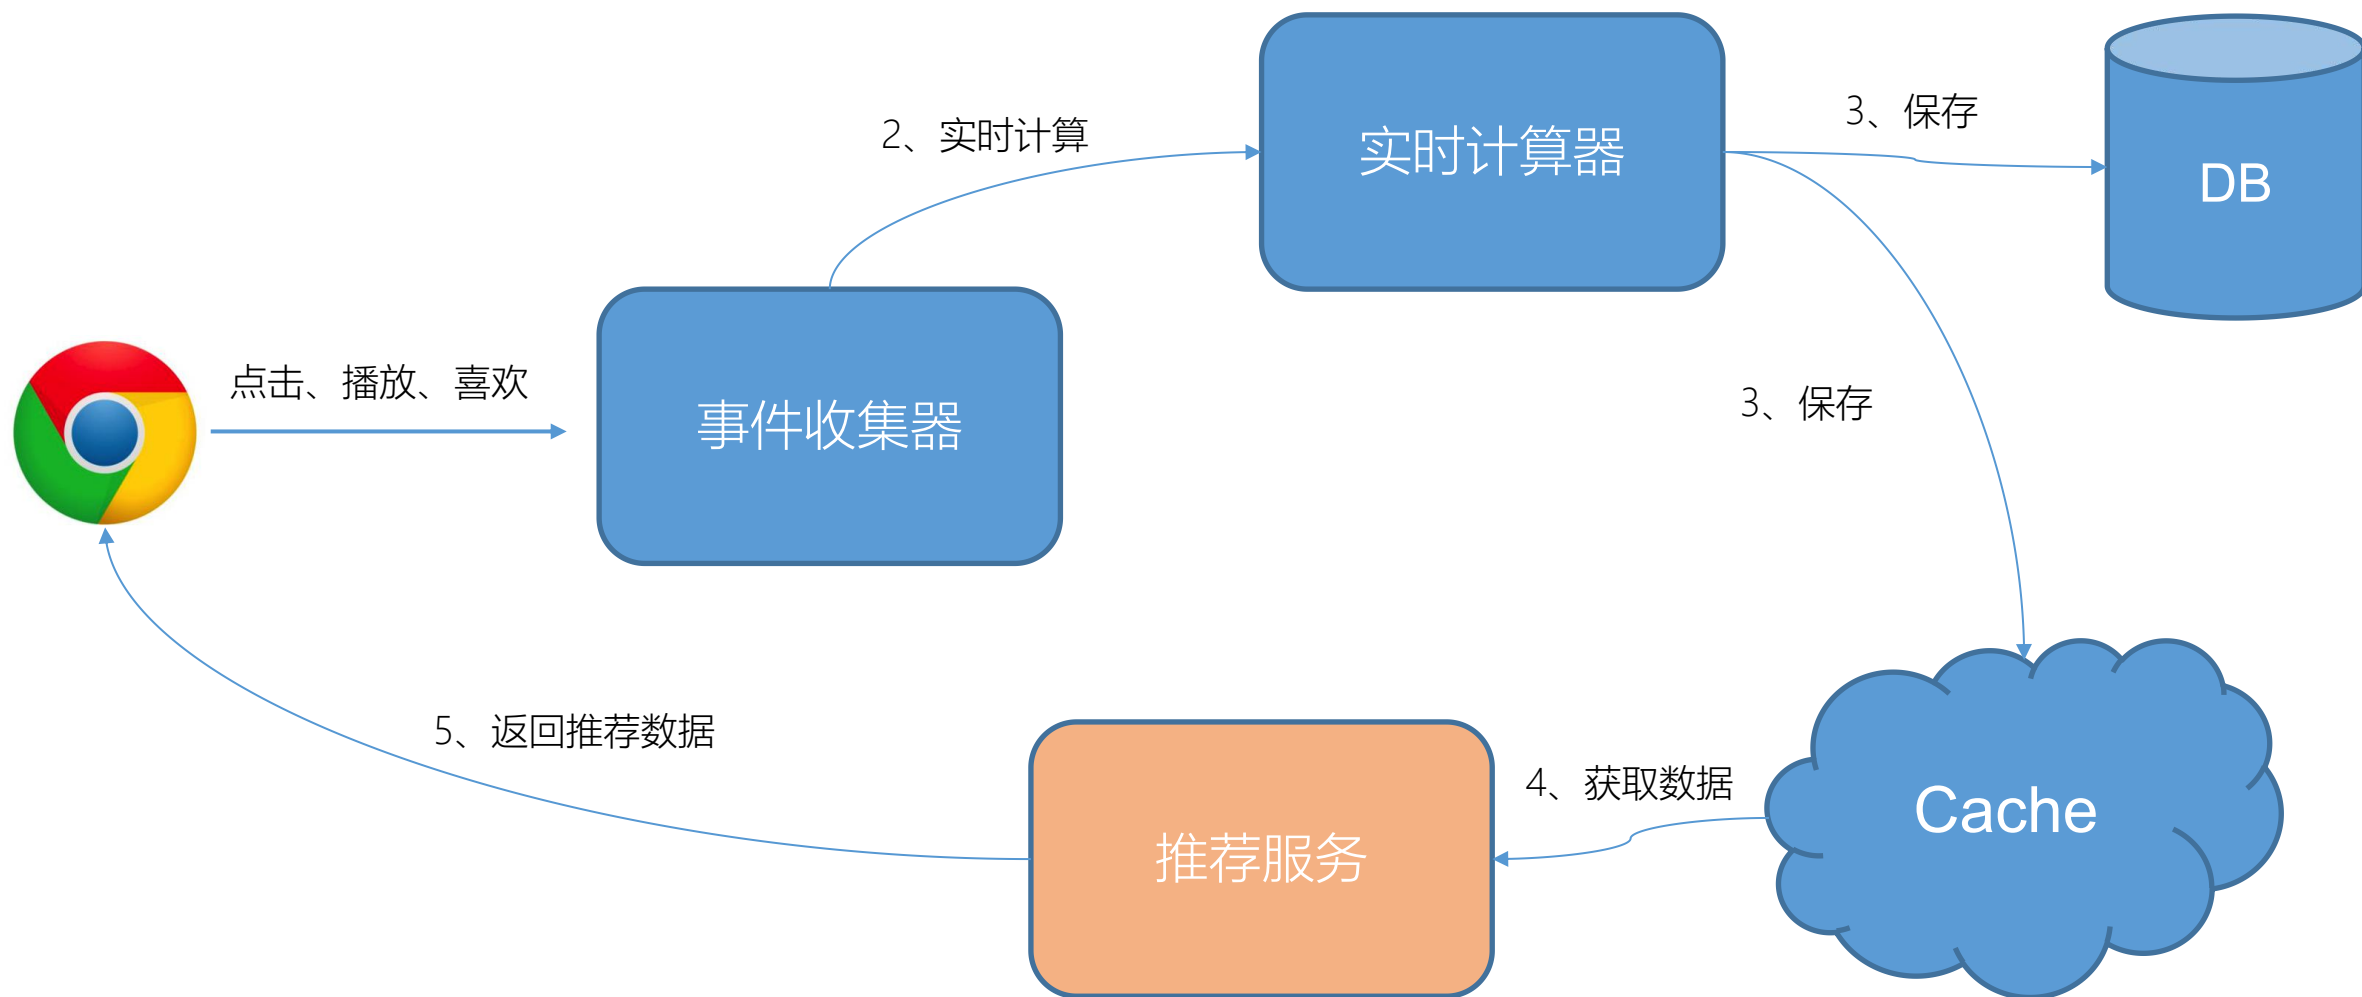 2、实时计算
实时计算器
3、保存
DB
点击、播放、喜欢
事件收集器
3、保存
5、返回推荐数据
推荐服务
4、获取数据
Cache